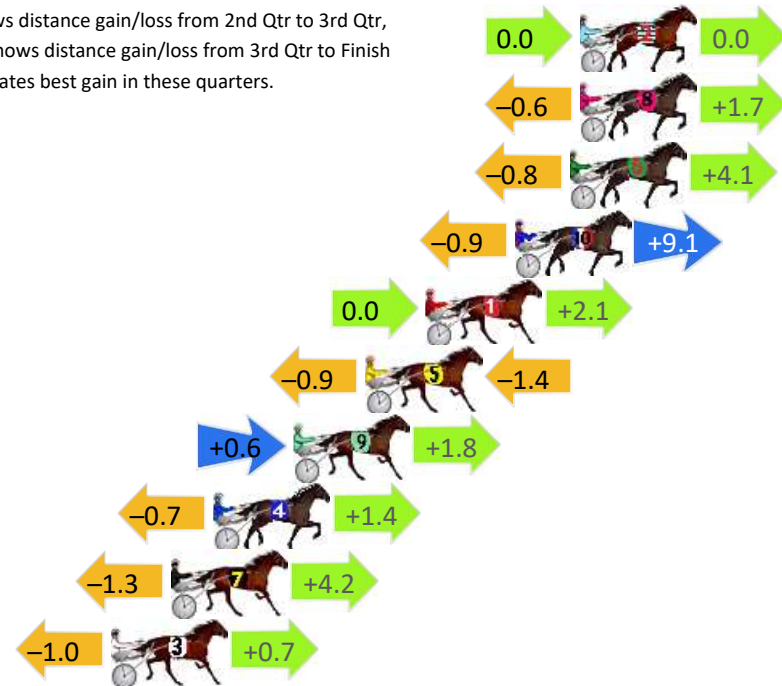 ws distance gain/loss from 2nd Qtr to 3rd Qtr,
hows distance gain/loss from 3rd Qtr to Finish
ates best gain in these quarters.
0.0 2 0.0
–0.6 8 +1.7
–0.8 6 +4.1
–0.9 10 +9.1
0.0 1 +2.1
–0.9 5 –1.4
+0.6 9 +1.8
–0.7 4 +1.4
–1.3 7 +4.2
–1.0 3 +0.7